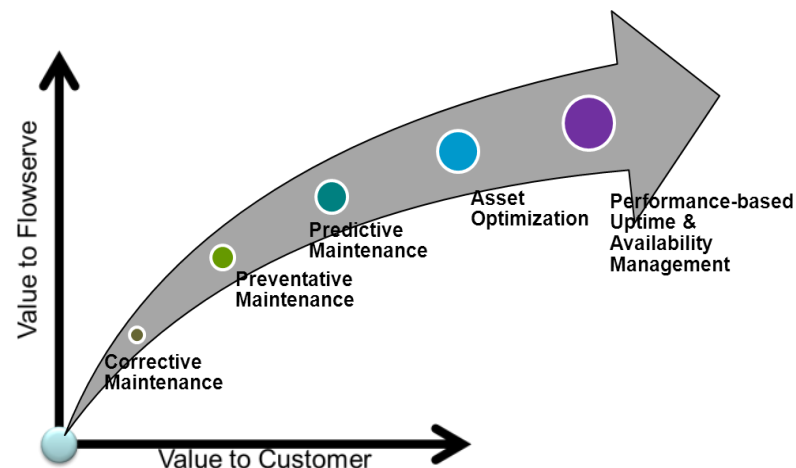 Value to Flowserve
Corrective
Maintenance
Preventative
Maintenance
Predictive
Maintenance
Asset
Optimization
Performance-based
Uptime &
Availability
Management
Value to Customer